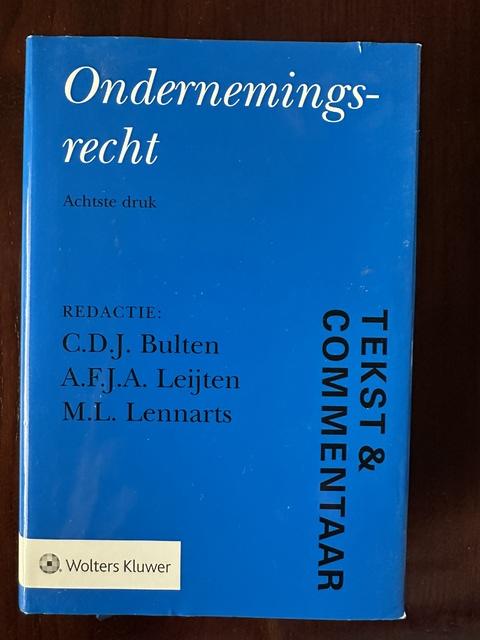 Ondernemings-
recht
Achtste druk
REDACTIE:
C.D.J. Bulten
A.F.J.A. Leijten
M.L. Lennarts
TEKST &
COMMENTAAR
Wolters Kluwer